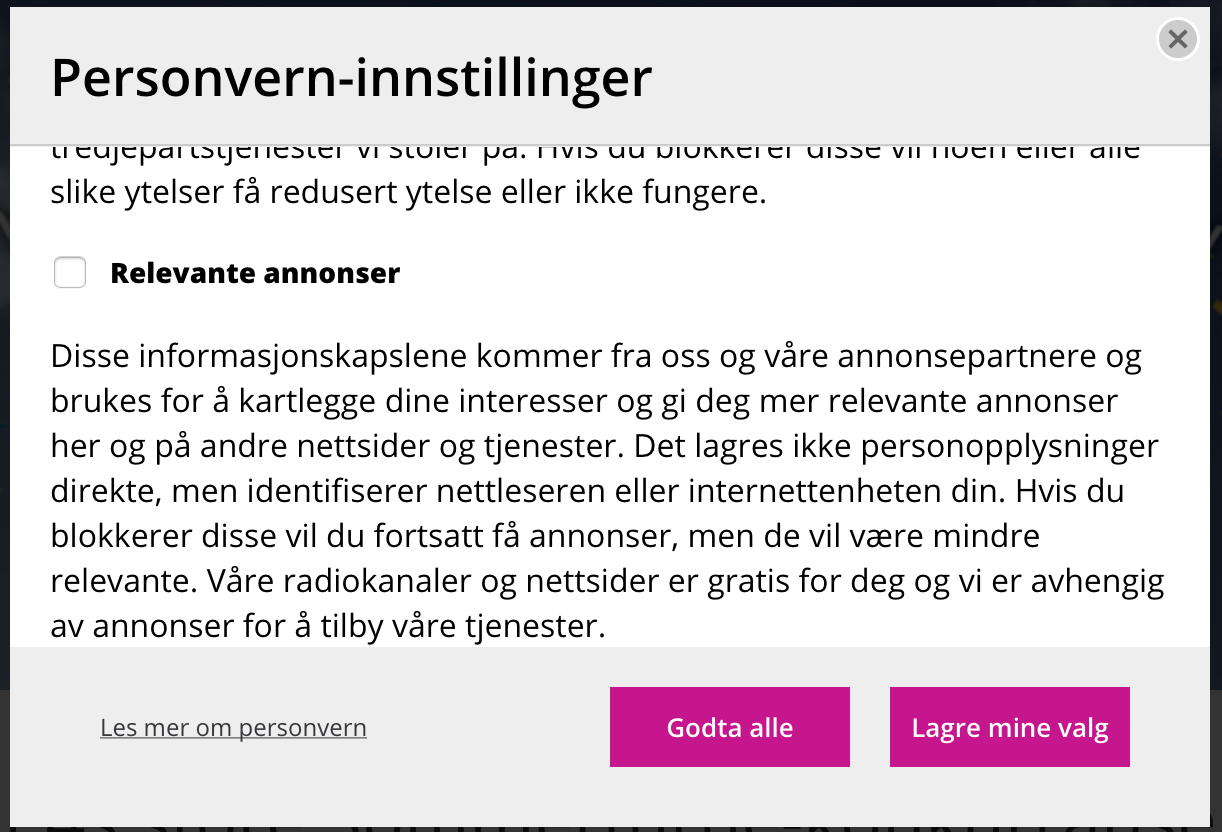 Personvern-innstillinger
tredjepartstjenester vi stoler på. Hvis du blokkerer disse vil noen eller alle
slike ytelser få redusert ytelse eller ikke fungere.
Relevante annonser
Disse informasjonskapslene kommer fra oss og våre annonsepartnere og
brukes for å kartlegge dine interesser og gi deg mer relevante annonser
her og på andre nettsider og tjenester. Det lagres ikke personopplysninger
direkte, men identifiserer nettleseren eller internettenheten din. Hvis du
blokkerer disse vil du fortsatt få annonser, men de vil være mindre
relevante. Våre radiokanaler og nettsider er gratis for deg og vi er avhengig
av annonser for å tilby våre tjenester.
Les mer om personvern
Godta alle
Lagre mine valg